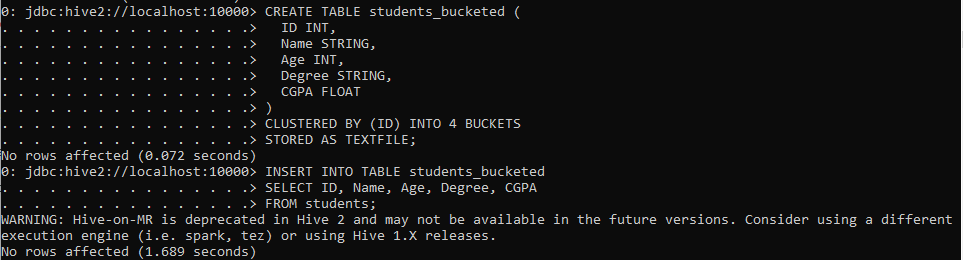 0: jdbc:hive2://localhost:10000> CREATE TABLE students_bucketed (
. . . . . . . . . . . . . . . .> ID INT,
. . . . . . . . . . . . . . . .> Name STRING,
. . . . . . . . . . . . . . . .> Age INT,
. . . . . . . . . . . . . . . .> Degree STRING,
. . . . . . . . . . . . . . . .> CGPA FLOAT
. . . . . . . . . . . . . . . .> )
. . . . . . . . . . . . . . . .> CLUSTERED BY (ID) INTO 4 BUCKETS
. . . . . . . . . . . . . . . .> STORED AS TEXTFILE;
No rows affected (0.072 seconds)
0: jdbc:hive2://localhost:10000> INSERT INTO TABLE students_bucketed
. . . . . . . . . . . . . . . .> SELECT ID, Name, Age, Degree, CGPA
. . . . . . . . . . . . . . . .> FROM students;
WARNING: Hive-on-MR is deprecated in Hive 2 and may not be available in the future versions. Consider using a different
execution engine (i.e. spark, tez) or using Hive 1.X releases.
No rows affected (1.689 seconds)